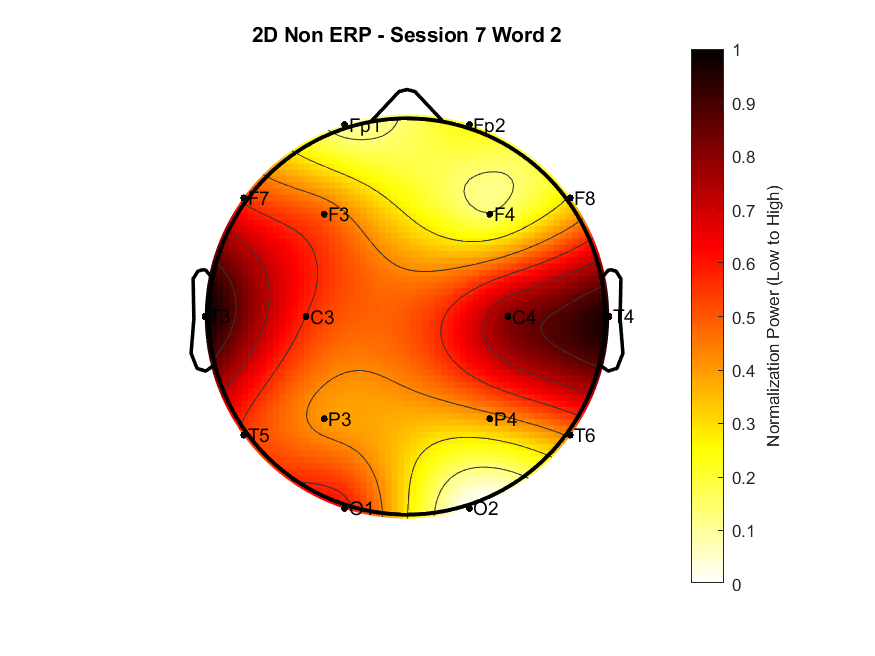 2D Non ERP - Session 7 Word 2
Fp1
Fp2
F7
F3
F4
F8
T3
C3
C4
T4
P3
P4
T5
T6
O1
O2
1
0.9
0.8
0.7
0.6
0.5
0.4
0.3
0.2
0.1
0
Normalization Power (Low to High)